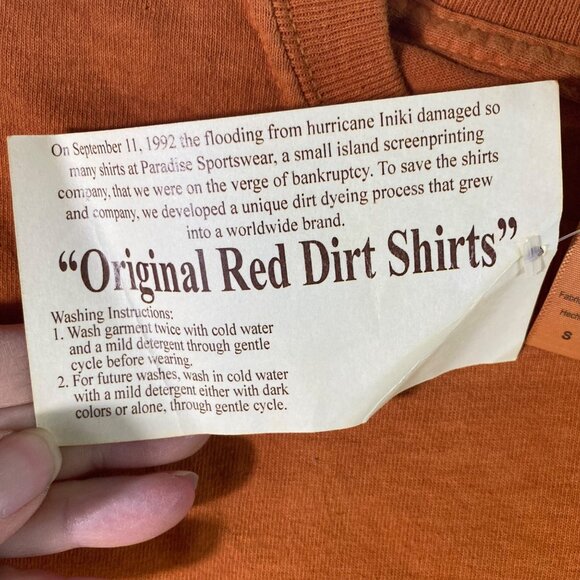 On September 11, 1992 the flooding from hurricane Iniki damaged so
many shirts at Paradise Sportswear, a small island screenprinting
company, that we were on the verge of bankruptcy. To save the shirts
and company, we developed a unique dirt dyeing process that grew
into a worldwide brand.
“Original Red Dirt Shirts”
Washing Instructions:
1. Wash garment twice with cold water
and a mild detergent through gentle
cycle before wearing.
2. For future washes, wash in cold water
with a mild detergent either with dark
colors or alone, through gentle cycle.
S